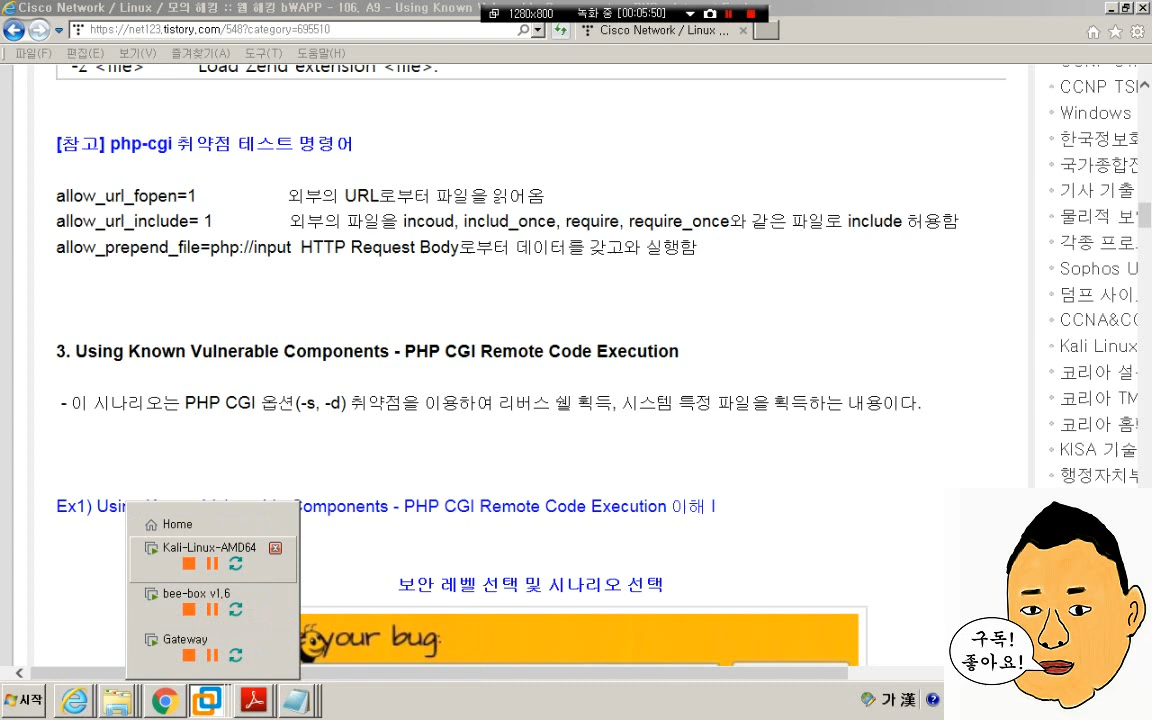 Cisco Network / Linux / 모의 해킹 :: 웹 해킹 bWAPP - 106, A9 - Using Known
1280x800 녹화 중 [00:05:50]
https://net123.tistory.com/548?category=695510
Cisco Network / Linux ...
파일(F) 편집(E) 보기(V) 즐겨찾기(A) 도구(T) 도움말(H)
-z <file> Load Zend extension <file>.
[참고] php-cgi 취약점 테스트 명령어
allow_url_fopen=1 외부의 URL로부터 파일을 읽어옴
allow_url_include= 1 외부의 파일을 incoud, includ_once, require, require_once와 같은 파일로 include 허용함
allow_prepend_file=php://input HTTP Request Body로부터 데이터를 갖고와 실행함
3. Using Known Vulnerable Components - PHP CGI Remote Code Execution
- 이 시나리오는 PHP CGI 옵션(-s, -d) 취약점을 이용하여 리버스 쉘 획득, 시스템 특정 파일을 획득하는 내용이다.
Ex1) Usin
omponents - PHP CGI Remote Code Execution 이해 I
보안 레벨 선택 및 시나리오 선택
your bug:
CCNP TSH
Windows
한국정보화
국가종합전
기사 기출
물리적 보안
각종 프로
Sophos U
덤프 사이
CCNA&CC
Kali Linux
코리아 설
코리아 TM
코리아 홈
KISA 기술
행정자치부
Home
Kali-Linux-AMD64
bee-box v1.6
Gateway
구독!
좋아요!
시작
가 漢